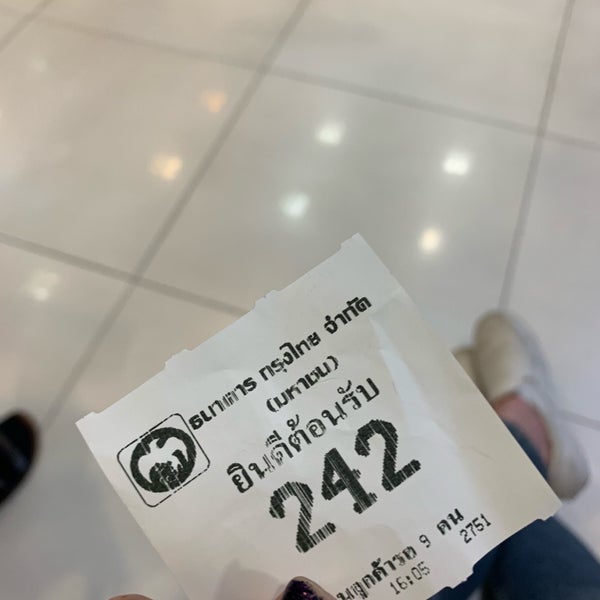 ธนาคาร กรุงไทย จำกัด
(มหาชน)
ยินดีต้อนรับ
242
นลูกค้ารอ 9 คน
16:05 2751